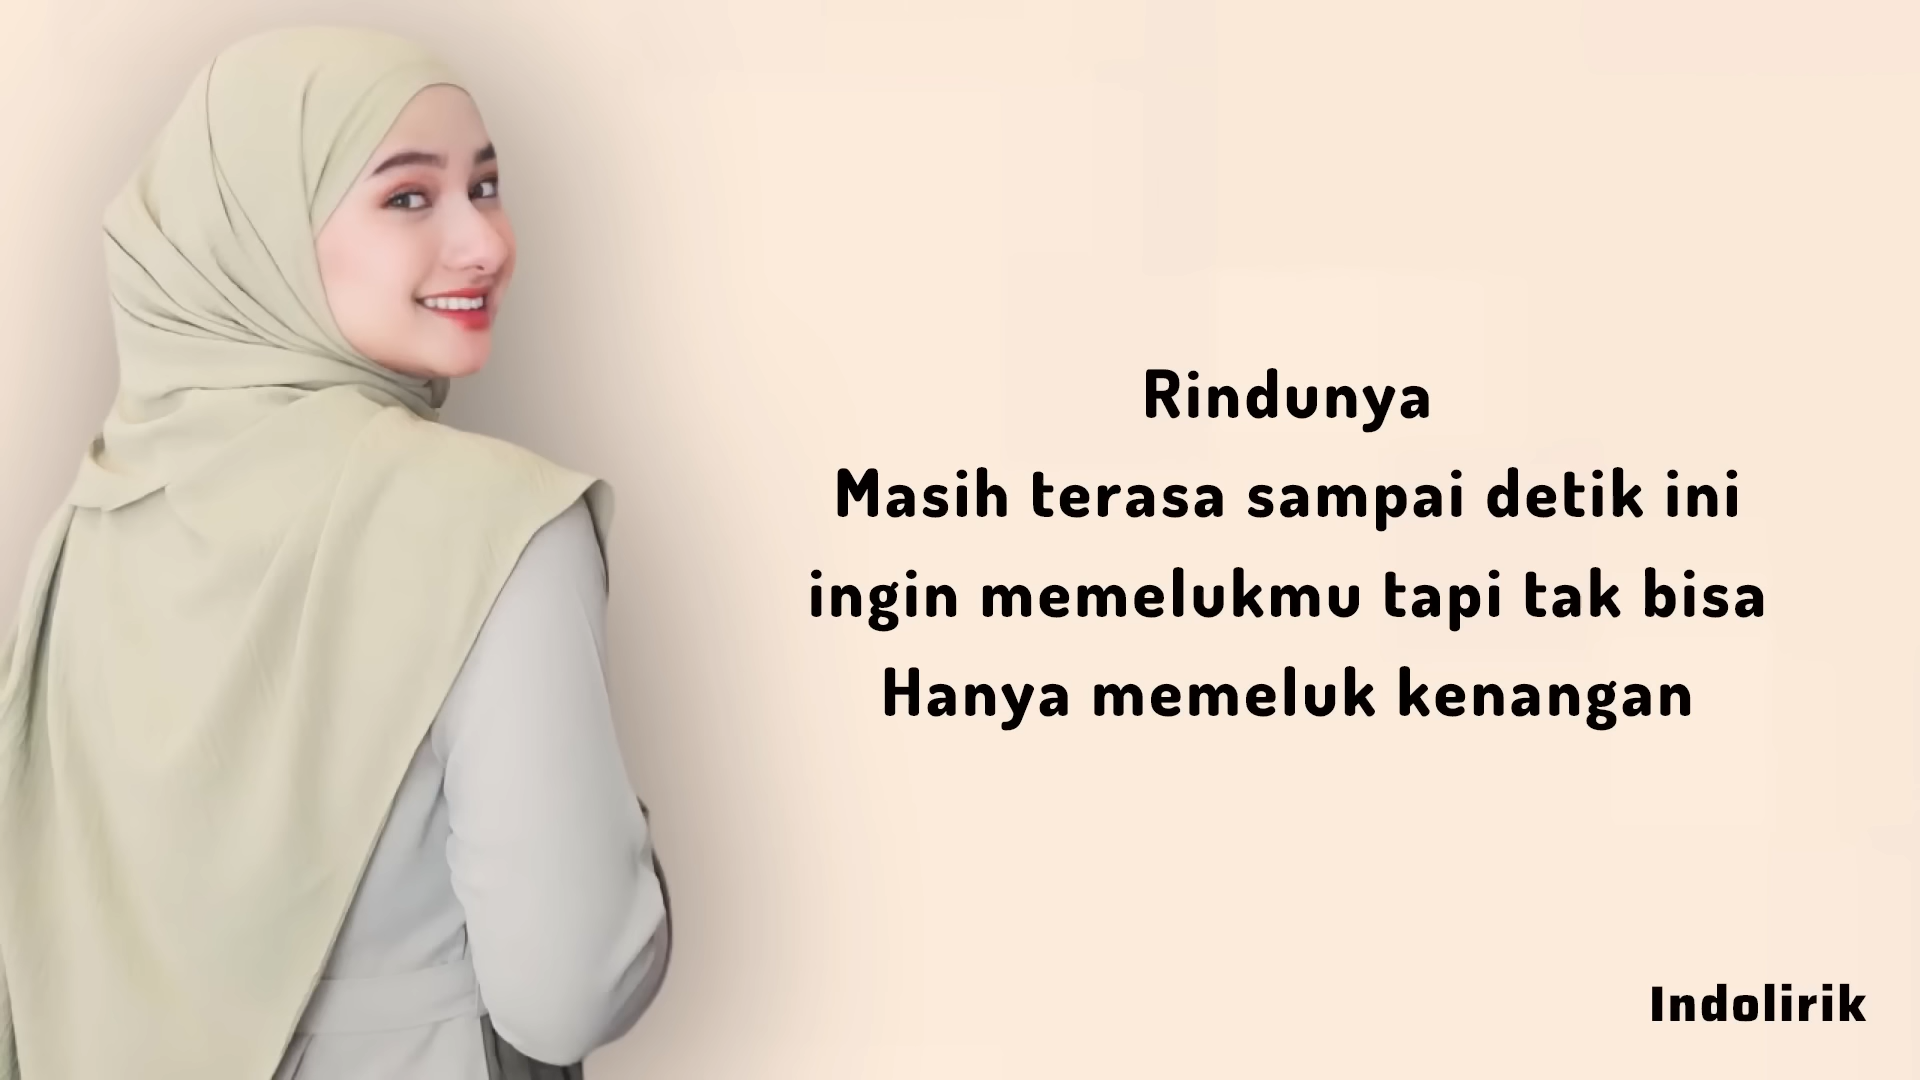 Rindunya
Masih terasa sampai detik ini
ingin memelukmu tapi tak bisa
Hanya memeluk kenangan
Indolirik